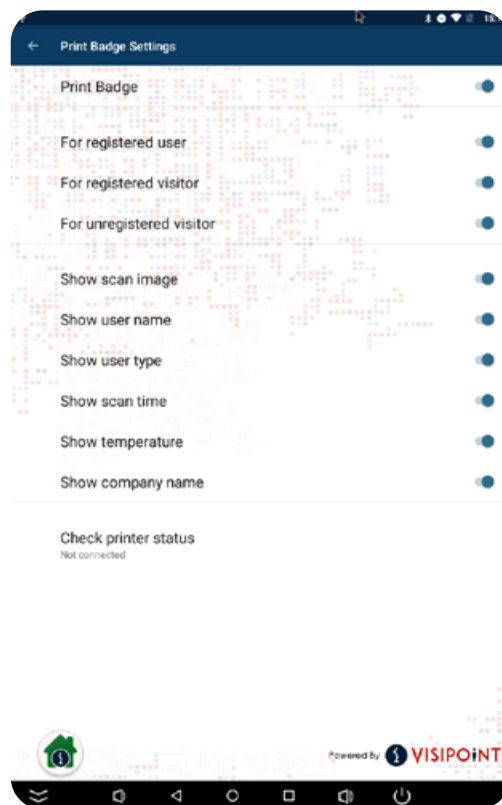 Print Badge Settings
Print Badge
For registered user
For registered visitor
For unregistered visitor
Show scan image
Show user name
Show user type
Show scan time
Show temperature
Show company name
Check printer status
Not connected
Powered By VISIPOINT